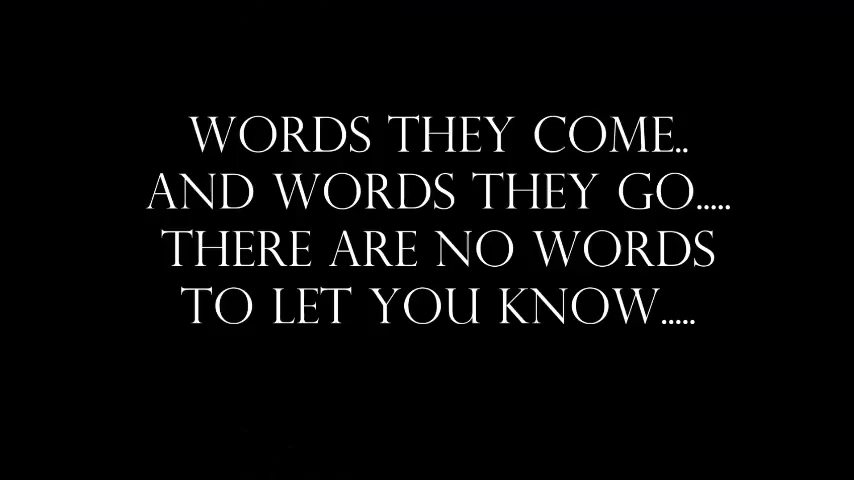 WORDS THEY COME..
AND WORDS THEY GO.....
THERE ARE NO WORDS
TO LET YOU KNOW.....